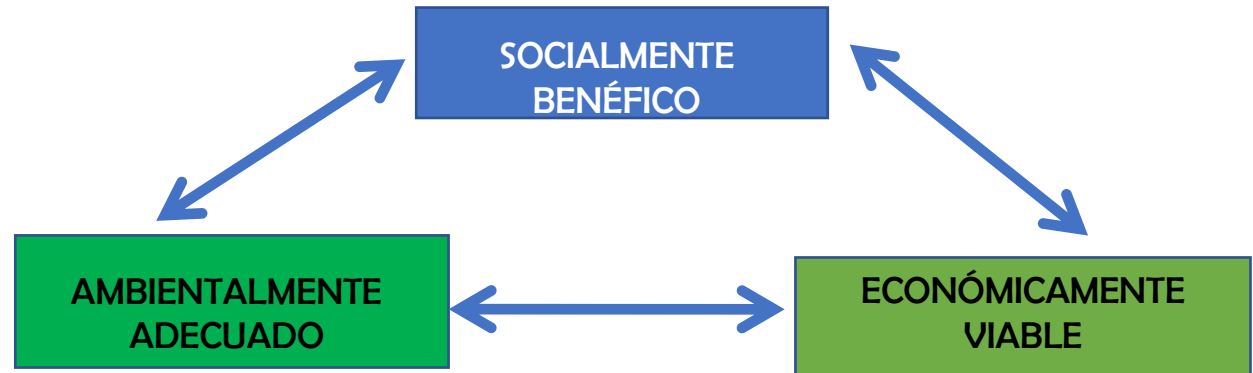 SOCIALMENTE
BENÉFICO
AMBIENTALMENTE
ADECUADO
ECONÓMICAMENTE
VIABLE